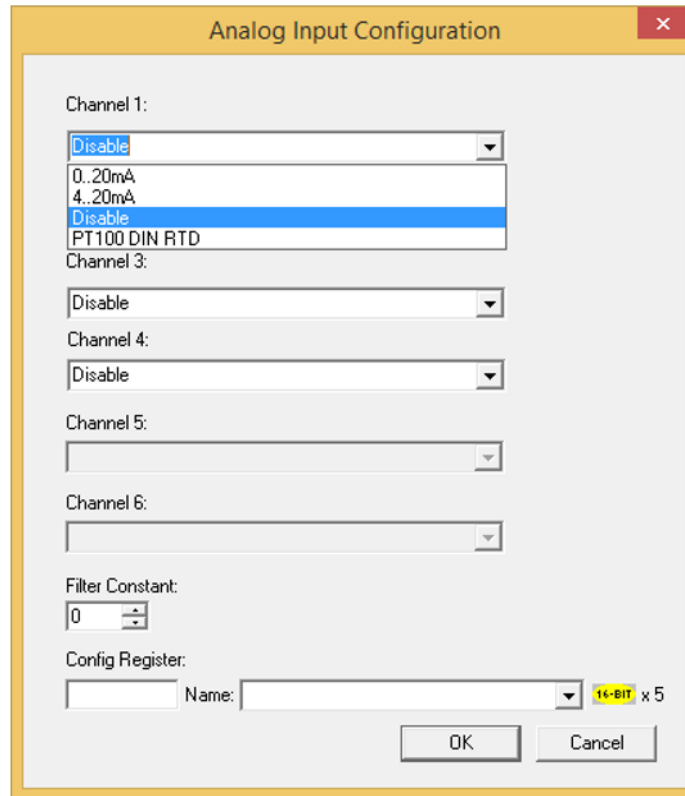 Analog Input Configuration
Channel 1:
Disable
0..20mA
4..20mA
Disable
PT100 DIN RTD
Channel 3:
Disable
Channel 4:
Disable
Channel 5:
Channel 6:
Filter Constant:
0
Config Register:
Name: 16-BIT x 5
OK Cancel